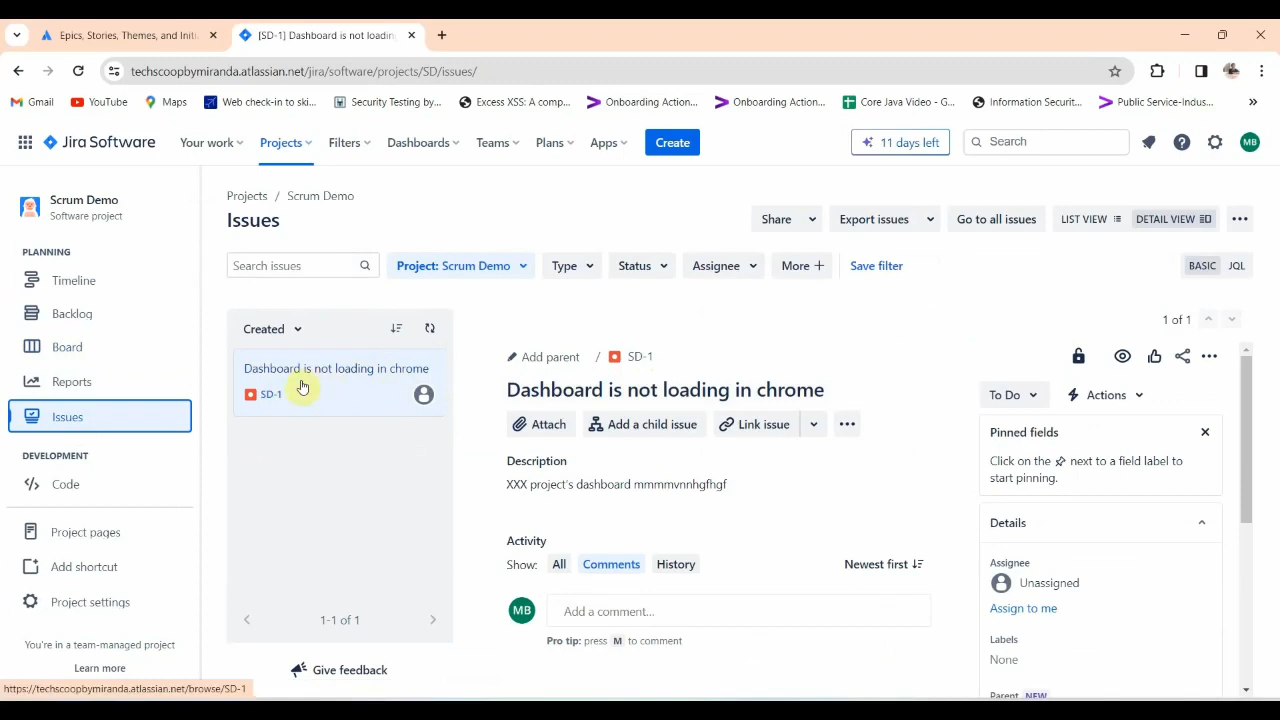 Epics, Stories, Themes, and Initi
[SD-1] Dashboard is not loading
techscoopbymiranda.atlassian.net/jira/software/projects/SD/issues/
Gmail
YouTube
Maps
Web check-in to ski...
Security Testing by...
Excess CSS: A comp...
Onboarding Action...
Onboarding Action...
Core Java Video - G...
Information Securit...
Public Service-Indus...
Jira Software
Your work
Projects
Filters
Dashboards
Teams
Plans
Apps
Create
11 days left
Search
MB
Scrum Demo
Software project
PLANNING
Timeline
Backlog
Board
Reports
Issues
DEVELOPMENT
Code
Project pages
Add shortcut
Project settings
You're in a team-managed project
Learn more
https://techscoopbymiranda.atlassian.net/browse/SD-1
Projects / Scrum Demo
Issues
Share
Export issues
Go to all issues
LIST VIEW
DETAIL VIEW
Search issues
Project: Scrum Demo
Type
Status
Assignee
More +
Save filter
BASIC
JQL
Created
Dashboard is not loading in chrome
SD-1
1-1 of 1
Give feedback
1 of 1
Add parent / SD-1
Dashboard is not loading in chrome
Attach
Add a child issue
Link issue
Description
XXX project's dashboard mmmmvnnhgfhgf
Activity
Show: All Comments History
Newest first
MB
Add a comment...
Pro tip: press M to comment
To Do
Actions
Pinned fields
Click on the next to a field label to
start pinning.
Details
Assignee
Unassigned
Assign to me
Labels
None
Parent NEW